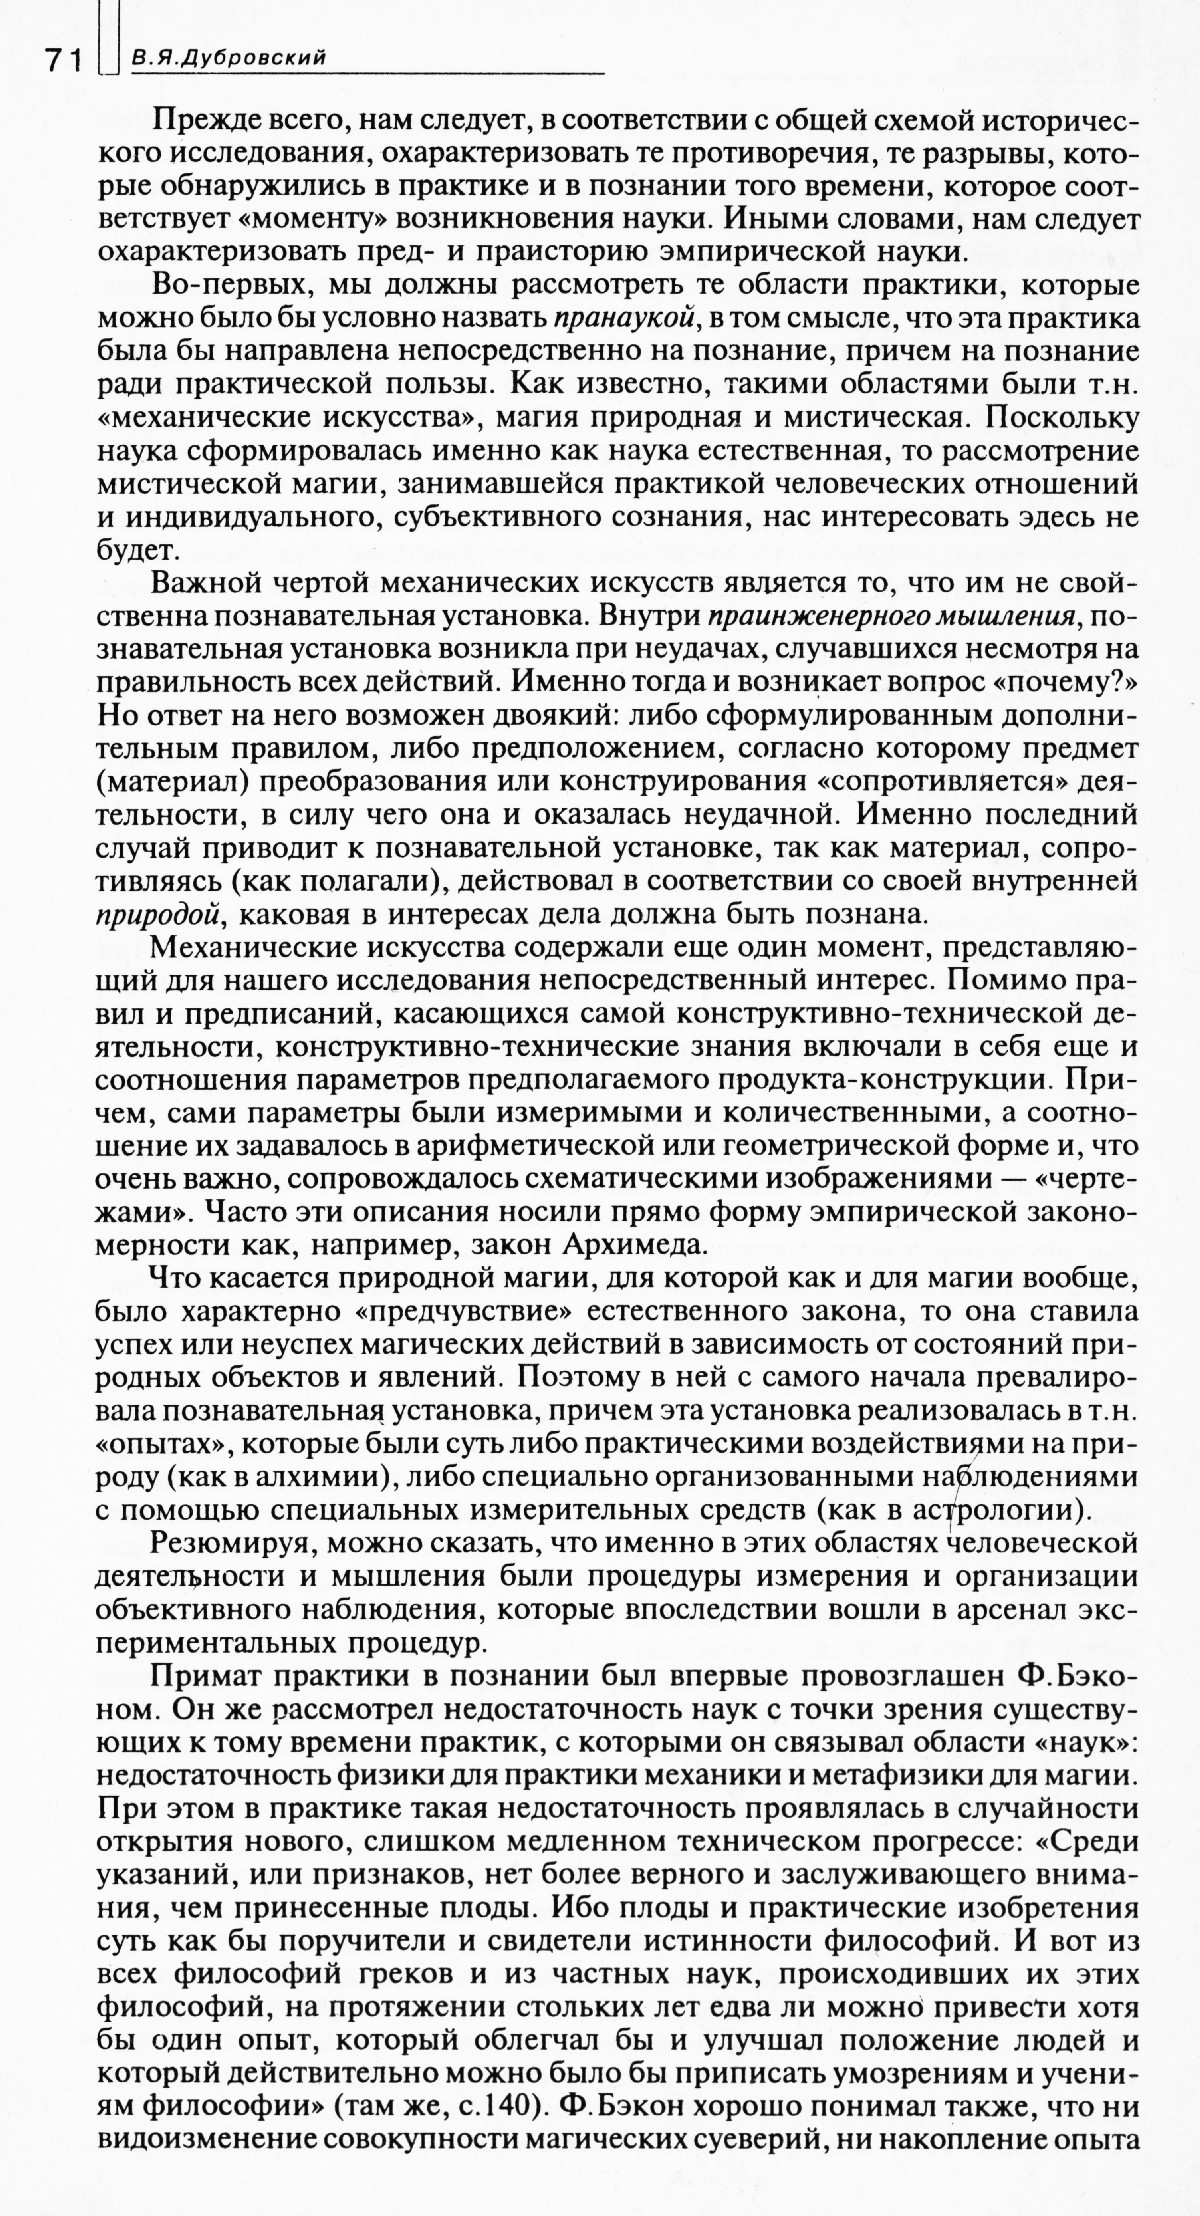 71
В.Я.Дубровский
Прежде всего, нам следует, в соответствии с общей схемой историчес-
кого исследования, охарактеризовать те противоречия, те разрывы, кото-
рые обнаружились в практике и в познании того времени, которое соот-
ветствует «моменту» возникновения науки. Иными словами, нам следует
охарактеризовать пред- и праисторию эмпирической науки.
Во-первых, мы должны рассмотреть те области практики, которые
можно было бы условно назвать пранаукой, в том смысле, что эта практика
была бы направлена непосредственно на познание, причем на познание
ради практической пользы. Как известно, такими областями были т.н.
«механические искусства», магия природная и мистическая. Поскольку
наука сформировалась именно как наука естественная, то рассмотрение
мистической магии, занимавшейся практикой человеческих отношений
и индивидуального, субъективного сознания, нас интересовать эдесь не
будет.
Важной чертой механических искусств является то, что им не свой-
ственна познавательная установка. Внутри праинженерного мышления, по-
знавательная установка возникла при неудачах, случавшихся несмотря на
правильность всех действий. Именно тогда и возникает вопрос «почему?»
Но ответ на него возможен двоякий: либо сформулированным дополни-
тельным правилом, либо предположением, согласно которому предмет
(материал) преобразования или конструирования «сопротивляется» дея-
тельности, в силу чего она и оказалась неудачной. Именно последний
случай приводит к познавательной установке, так как материал, сопро-
тивляясь (как полагали), действовал в соответствии со своей внутренней
природой, каковая в интересах дела должна быть познана.
Механические искусства содержали еще один момент, представляю-
щий для нашего исследования непосредственный интерес. Помимо пра-
вил и предписаний, касающихся самой конструктивно-технической де-
ятельности, конструктивно-технические знания включали в себя еще и
соотношения параметров предполагаемого продукта-конструкции. При-
чем, сами параметры были измеримыми и количественными, а соотно-
шение их задавалось в арифметической или геометрической форме и, что
очень важно, сопровождалось схематическими изображениями — «черте-
жами». Часто эти описания носили прямо форму эмпирической законо-
мерности как, например, закон Архимеда.
Что касается природной магии, для которой как и для магии вообще,
было характерно «предчувствие» естественного закона, то она ставила
успех или неуспех магических действий в зависимость от состояний при-
родных объектов и явлений. Поэтому в ней с самого начала превалиро-
вала познавательная установка, причем эта установка реализовалась в т.н.
«опытах», которые были суть либо практическими воздействиями на при-
роду (как в алхимии), либо специально организованными наблюдениями
с помощью специальных измерительных средств (как в астрологии).
Резюмируя, можно сказать, что именно в этих областях человеческой
деятельности и мышления были процедуры измерения и организации
объективного наблюдения, которые впоследствии вошли в арсенал экс-
периментальных процедур.
Примат практики в познании был впервые провозглашен Ф.Бэко-
ном. Он же рассмотрел недостаточность наук с точки зрения существу-
ющих к тому времени практик, с которыми он связывал области «наук»:
недостаточность физики для практики механики и метафизики для магии.
При этом в практике такая недостаточность проявлялась в случайности
открытия нового, слишком медленном техническом прогрессе: «Среди
указаний, или признаков, нет более верного и заслуживающего внима-
ния, чем принесенные плоды. Ибо плоды и практические изобретения
суть как бы поручители и свидетели истинности философий. И вот из
всех философий греков и из частных наук, происходивших их этих
философий, на протяжении стольких лет едва ли можно привести хотя
бы один опыт, который облегчал бы и улучшал положение людей и
который действительно можно было бы приписать умозрениям и учени-
ям философии» (там же, с.140). Ф.Бэкон хорошо понимал также, что ни
видоизменение совокупности магических суеверий, ни накопление опыта